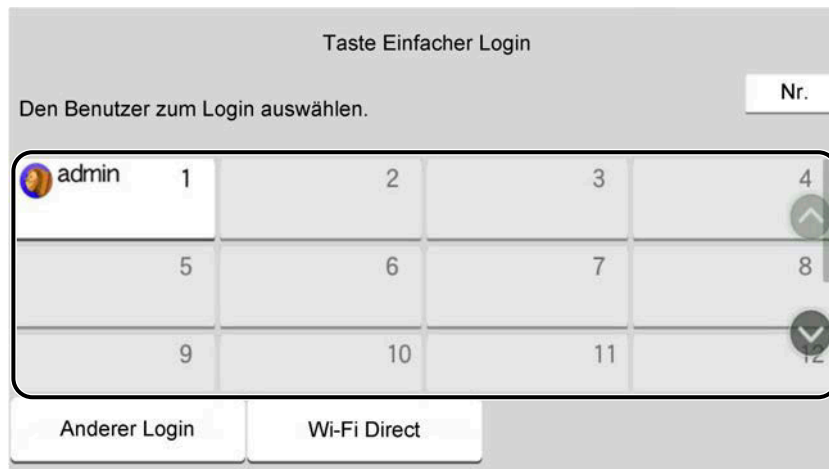 Taste Einfacher Login
Nr.
Den Benutzer zum Login auswählen.
admin 1 2 3 4
5 6 7 8
9 10 11 12
Anderer Login Wi-Fi Direct